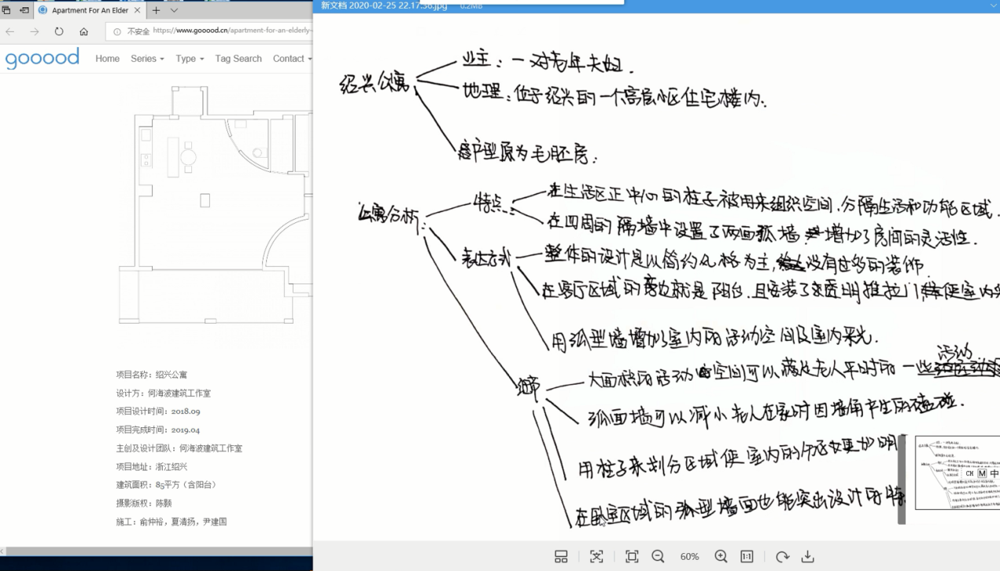 Apartment For An Elder
不安全 https://www.gooood.cn/apartment-for-an-elderly-
gooood Home Series Type Tag Search Contact
项目名称：绍兴公寓
设计方：何海波建筑工作室
项目设计时间：2018.09
项目完成时间：2019.04
主创及设计团队：何海波建筑工作室
项目地址：浙江绍兴
建筑面积：85平方（含阳台）
摄影版权：陈颢
施工：俞仲裕，夏清扬，尹建国
新文档 2020-02-25 22.17.56.jpg 0.2MB
绍兴公寓
业主：一对老年夫妇.
地理：位于绍兴的一个高层小区住宅楼内.
户型原为毛胚房.
公寓分析：
特点：
在生活区正中心的柱子被用来组织空间,分隔生活和功能区域.
在四周的隔墙中设置了两面弧墙 增加了房间的灵活性.
表达方式
整体的设计是以简约风格为主,没有过多的装饰.
在客厅区域的旁边就是阳台.且安装了透明推拉门 使室内
用弧型墙增加了室内的活动空间及室内采光.
活动
大面积的活动空间可以满足老人平时的一些
弧面墙可以减小老人在家时因墙角产生的磕碰.
用柱子来划分区域使室内的分区更加明
在卧室区域的弧型墙面也能突出设计的特
60%
1:1
CH M 中